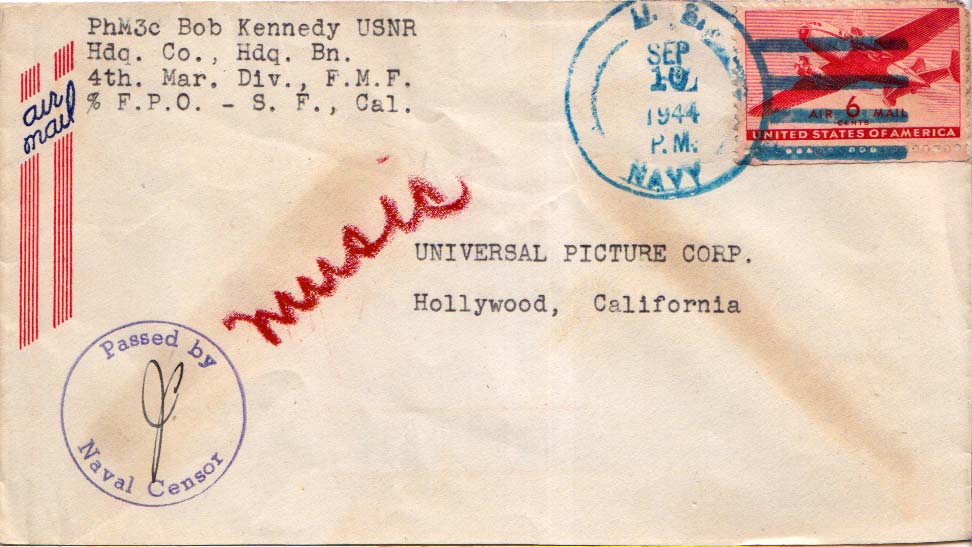 PhM3c Bob Kennedy USNR
Hdq. Co., Hdq. Bn.
4th. Mar. Div., F.M.F.
% F.P.O. - S. F., Cal.
air
mail
U. S.
SEP
10
1944
P.M.
NAVY
AIR 6 MAIL
CENTS
UNITED STATES OF AMERICA
music
UNIVERSAL PICTURE CORP.
Hollywood, California
Passed by
Naval Censor